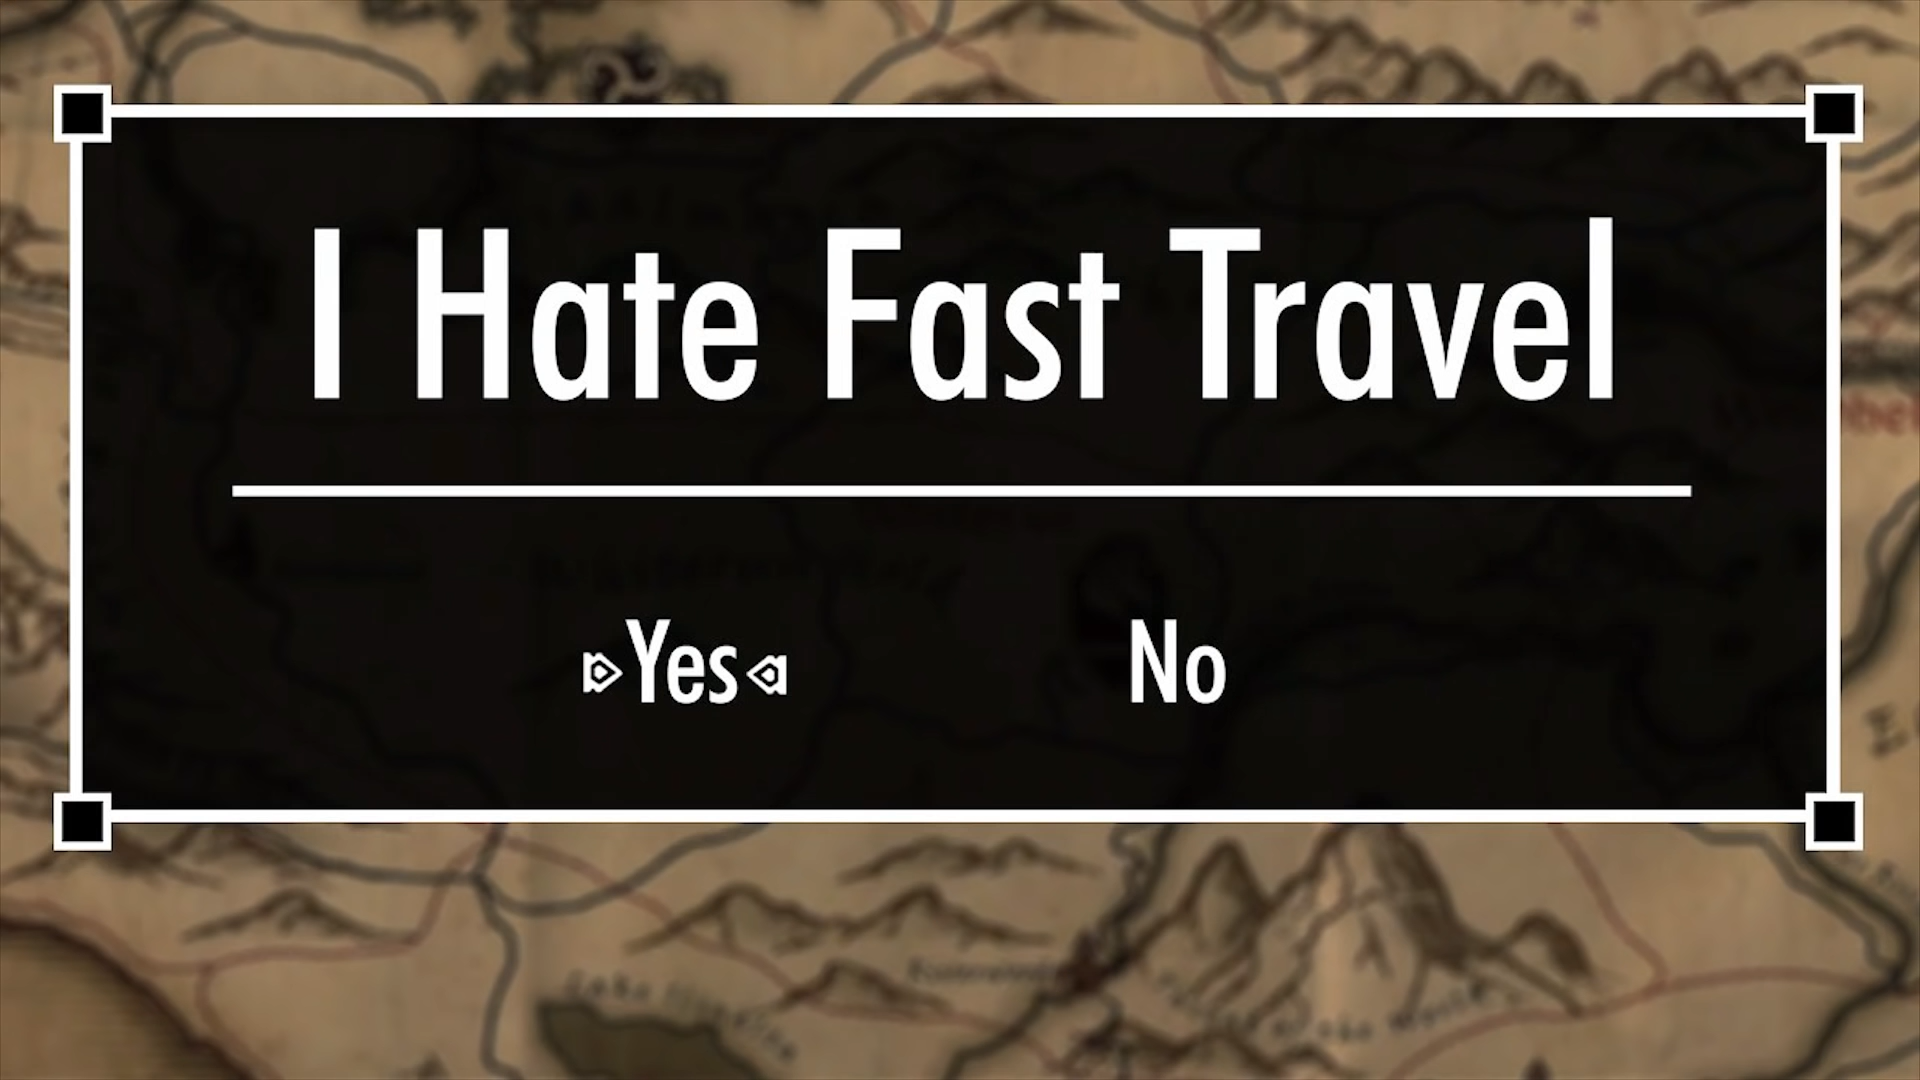 I Hate Fast Travel
Yes
No